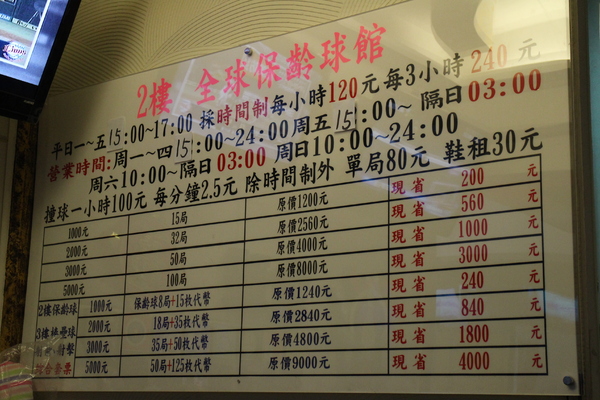 2樓 全球保齡球館
平日一~五15:00~17:00 採時間制每小時120元每3小時240元
營業時間:周一~四15:00~24:00周五15:00~隔日03:00
周六10:00~隔日03:00 周日10:00~24:00
撞球一小時100元 每分鐘2.5元 除時間制外 單局80元 鞋租30元
1000元 15局 原價1200元 現省 200 元
2000元 32局 原價2560元 現省 560 元
3000元 50局 原價4000元 現省 1000 元
5000元 100局 原價8000元 現省 3000 元
2樓保齡球 1000元 保齡球8局+15枚代幣 原價1240元 現省 240 元
3樓 2000元 18局+35枚代幣 原價2840元 現省 840 元
射擊 3000元 35局+50枚代幣 原價4800元 現省 1800 元
套票 5000元 50局+125枚代幣 原價9000元 現省 4000 元